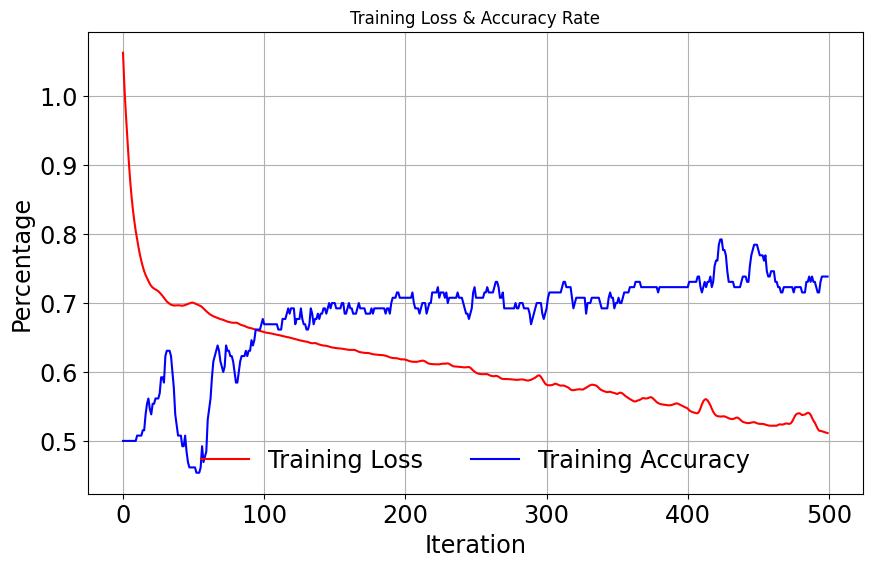 Training Loss & Accuracy Rate
Percentage
1.0
0.9
0.8
0.7
0.6
0.5
Training Loss Training Accuracy
0 100 200 300 400 500
Iteration